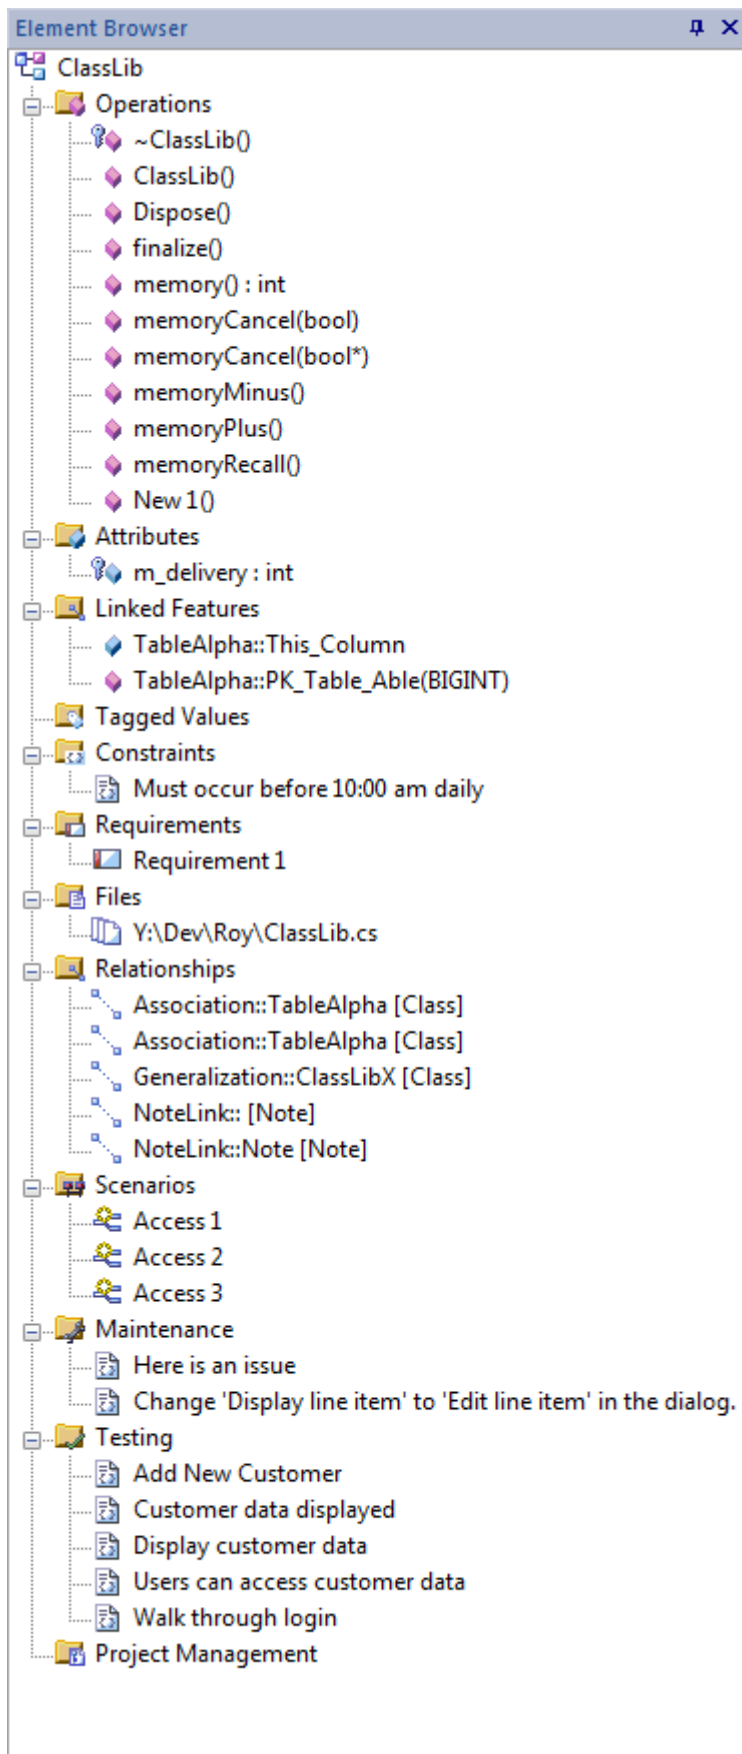 Element Browser
ClassLib
Operations
~ClassLib()
ClassLib()
Dispose()
finalize()
memory() : int
memoryCancel(bool)
memoryCancel(bool*)
memoryMinus()
memoryPlus()
memoryRecall()
New 1()
Attributes
m_delivery : int
Linked Features
TableAlpha::This_Column
TableAlpha::PK_Table_Able(BIGINT)
Tagged Values
Constraints
Must occur before 10:00 am daily
Requirements
Requirement 1
Files
Y:\Dev\Roy\ClassLib.cs
Relationships
Association::TableAlpha [Class]
Association::TableAlpha [Class]
Generalization::ClassLibX [Class]
NoteLink:: [Note]
NoteLink::Note [Note]
Scenarios
Access 1
Access 2
Access 3
Maintenance
Here is an issue
Change 'Display line item' to 'Edit line item' in the dialog.
Testing
Add New Customer
Customer data displayed
Display customer data
Users can access customer data
Walk through login
Project Management